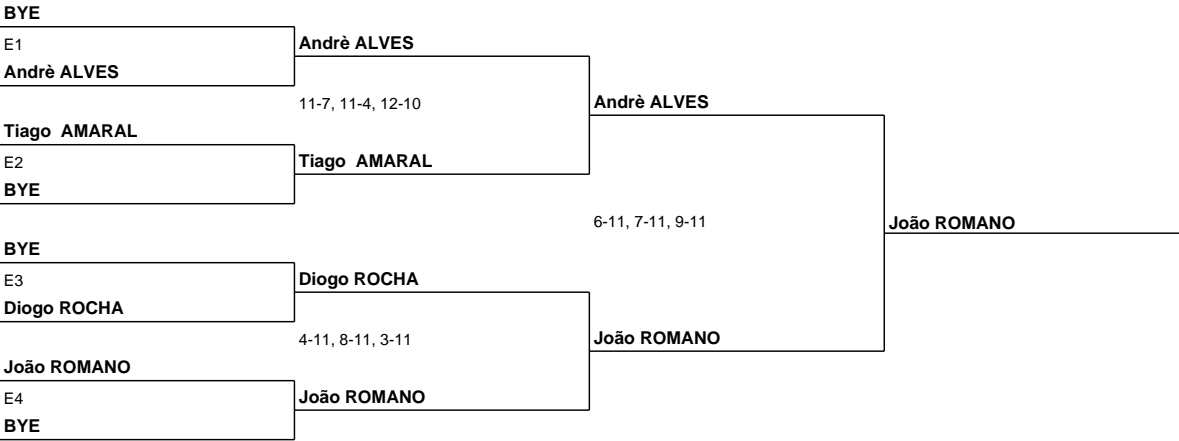 BYE
E1
Andrè ALVES
Andrè ALVES
11-7, 11-4, 12-10
Andrè ALVES
Tiago  AMARAL
E2
Tiago  AMARAL
BYE
6-11, 7-11, 9-11
João ROMANO
BYE
E3
Diogo ROCHA
Diogo ROCHA
4-11, 8-11, 3-11
João ROMANO
João ROMANO
E4
João ROMANO
BYE